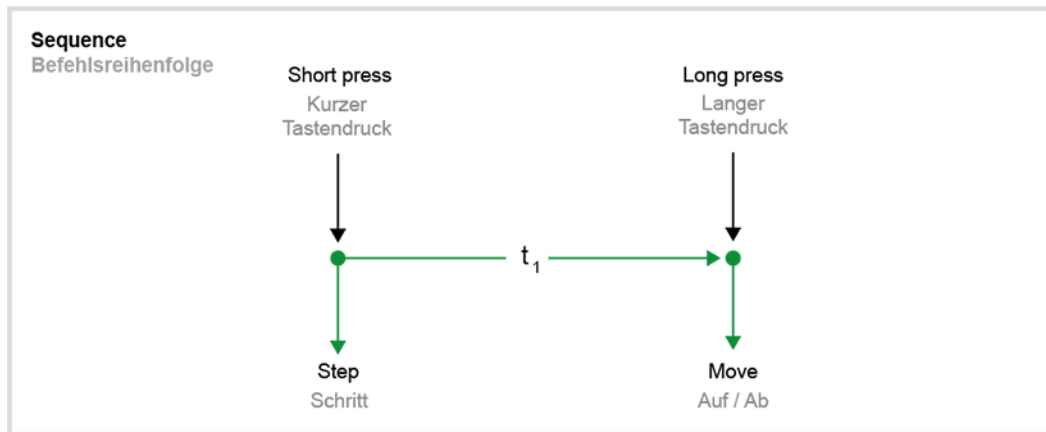 Sequence
Befehlsreihenfolge
Short press
Kurzer
Tastendruck
Long press
Langer
Tastendruck
t1
Step
Schritt
Move
Auf / Ab